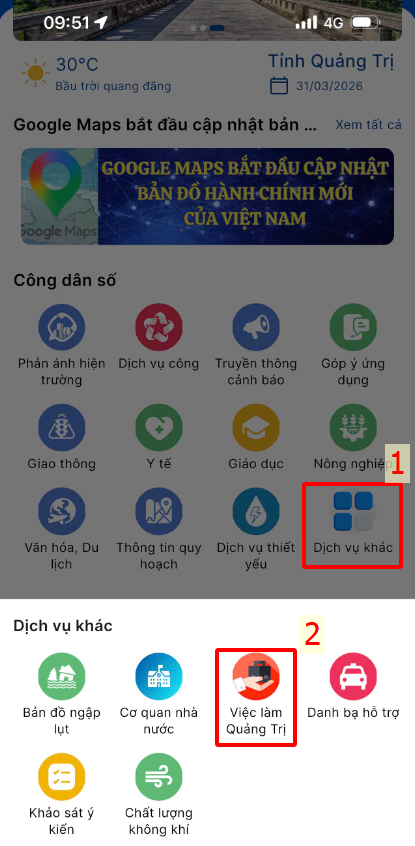 09:51
4G
30°C
Tỉnh Quảng Trị
Bầu trời quang đãng
31/03/2026
Google Maps bắt đầu cập nhật bản ...
Xem tất cả
GOOGLE MAPS BẮT ĐẦU CẬP NHẬT
BẢN ĐỒ HÀNH CHÍNH MỚI
CỦA VIỆT NAM
Google Maps
Công dân số
Phản ánh hiện
trường
Dịch vụ công
Truyền thông
cảnh báo
Góp ý ứng
dụng
Giao thông
Y tế
Giáo dục
Nông nghiệp
1
Văn hóa, Du
lịch
Thông tin quy
hoạch
Dịch vụ thiết
yếu
Dịch vụ khác
Dịch vụ khác
2
Bản đồ ngập
lụt
Cơ quan nhà
nước
Việc làm
Quảng Trị
Danh bạ hỗ trợ
Khảo sát ý
kiến
Chất lượng
không khí